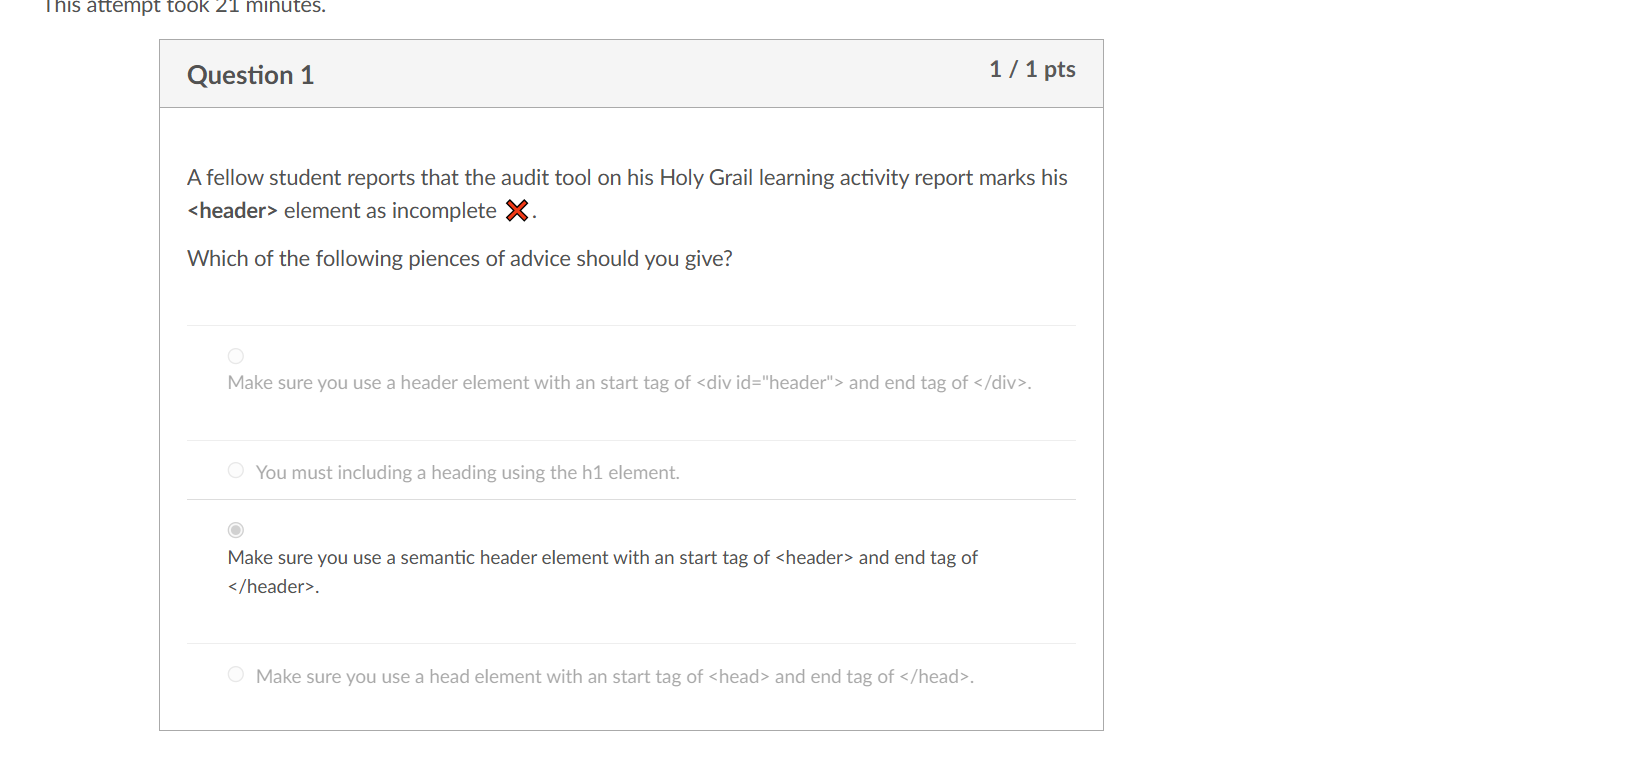 This attempt took 21 minutes.
Question 1
1 / 1 pts
A fellow student reports that the audit tool on his Holy Grail learning activity report marks his
<header> element as incomplete ❌.
Which of the following piences of advice should you give?
Make sure you use a header element with an start tag of <div id="header"> and end tag of </div>.
You must including a heading using the h1 element.
Make sure you use a semantic header element with an start tag of <header> and end tag of
</header>.
Make sure you use a head element with an start tag of <head> and end tag of </head>.